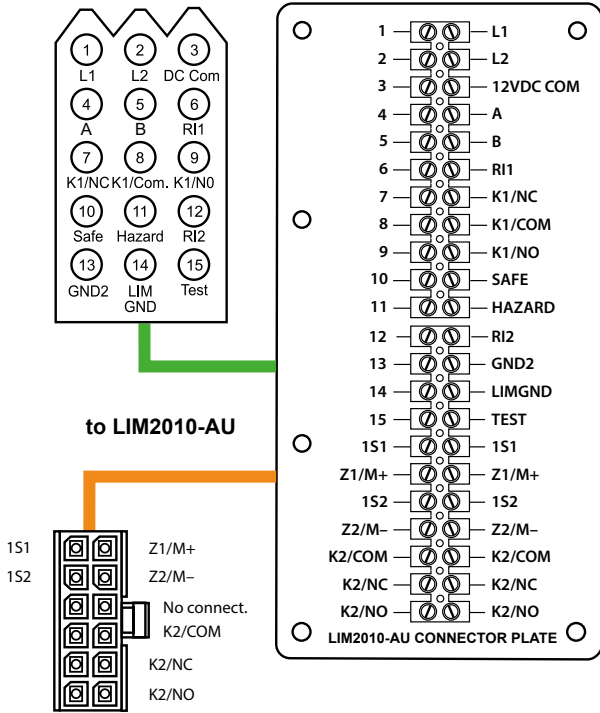 1 2 3
L1 L2 DC Com
4 5 6
A B RI1
7 8 9
K1/NC K1/Com. K1/N0
10 11 12
Safe Hazard RI2
13 14 15
GND2 LIM GND Test
to LIM2010-AU
1S1 Z1/M+
1S2 Z2/M–
No connect.
K2/COM
K2/NC
K2/NO
1 L1
2 L2
3 12VDC COM
4 A
5 B
6 RI1
7 K1/NC
8 K1/COM
9 K1/NO
10 SAFE
11 HAZARD
12 RI2
13 GND2
14 LIMGND
15 TEST
1S1 1S1
Z1/M+ Z1/M+
1S2 1S2
Z2/M– Z2/M–
K2/COM K2/COM
K2/NC K2/NC
K2/NO K2/NO
LIM2010-AU CONNECTOR PLATE